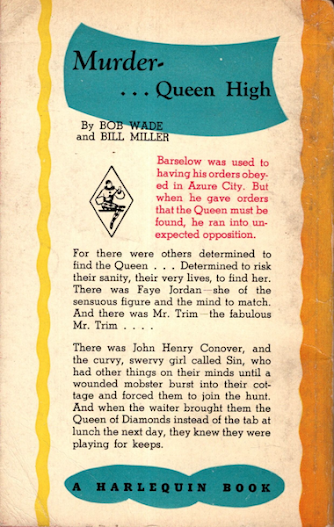 Murder-
. . . Queen High
By BOB WADE
and BILL MILLER
Barselow was used to
having his orders obey-
ed in Azure City. But
when he gave orders
that the Queen must be
found, he ran into un-
expected opposition.
For there were others determined to
find the Queen . . . Determined to risk
their sanity, their very lives, to find her.
There was Faye Jordan—she of the
sensuous figure and the mind to match.
And there was Mr. Trim—the fabulous
Mr. Trim . . . .
There was John Henry Conover, and
the curvy, swervy girl called Sin, who
had other things on their minds until a
wounded mobster burst into their cot-
tage and forced them to join the hunt.
And when the waiter brought them the
Queen of Diamonds instead of the tab at
lunch the next day, they knew they were
playing for keeps.
A HARLEQUIN BOOK